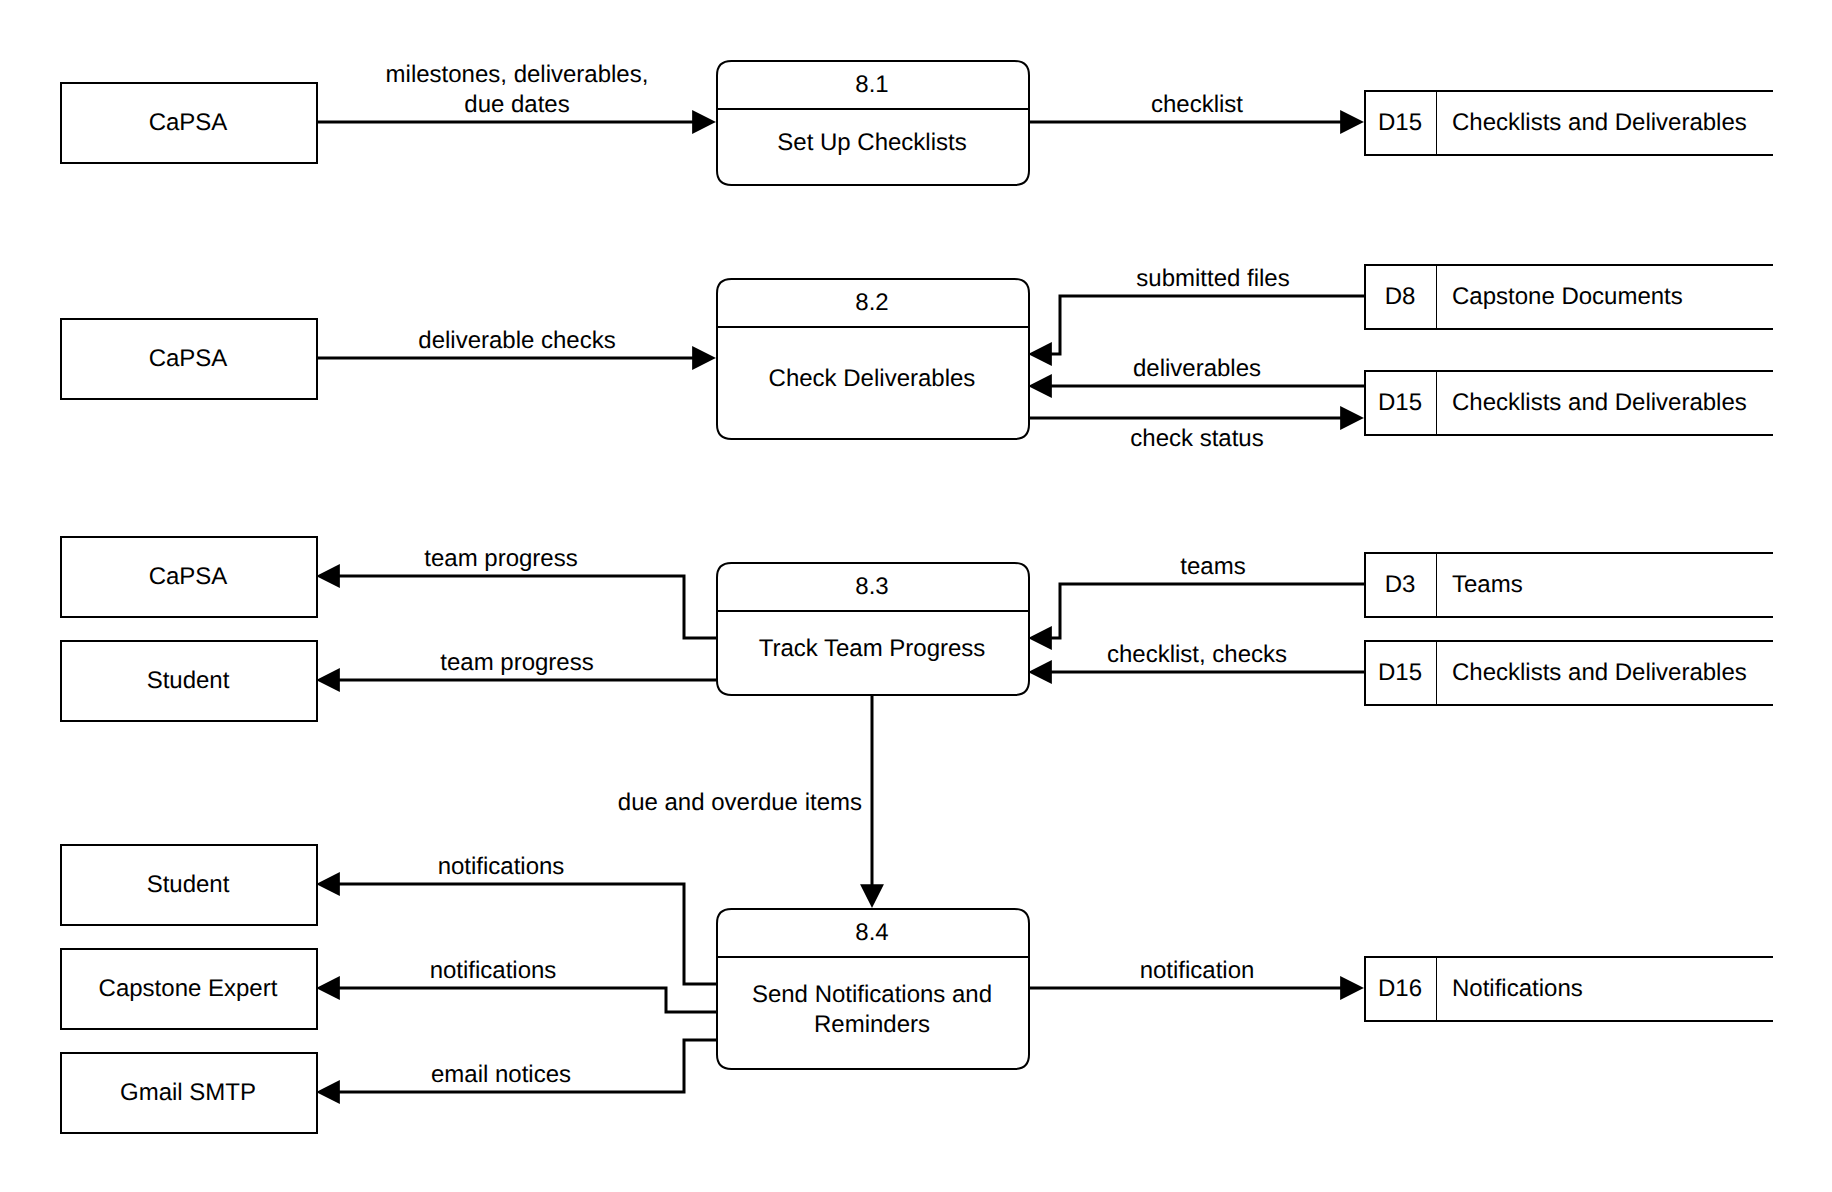 CaPSA
milestones, deliverables,
due dates
8.1
Set Up Checklists
checklist
D15
Checklists and Deliverables
CaPSA
deliverable checks
8.2
Check Deliverables
submitted files
D8
Capstone Documents
deliverables
D15
Checklists and Deliverables
check status
CaPSA
team progress
Student
team progress
8.3
Track Team Progress
teams
D3
Teams
checklist, checks
D15
Checklists and Deliverables
due and overdue items
Student
notifications
Capstone Expert
notifications
Gmail SMTP
email notices
8.4
Send Notifications and
Reminders
notification
D16
Notifications